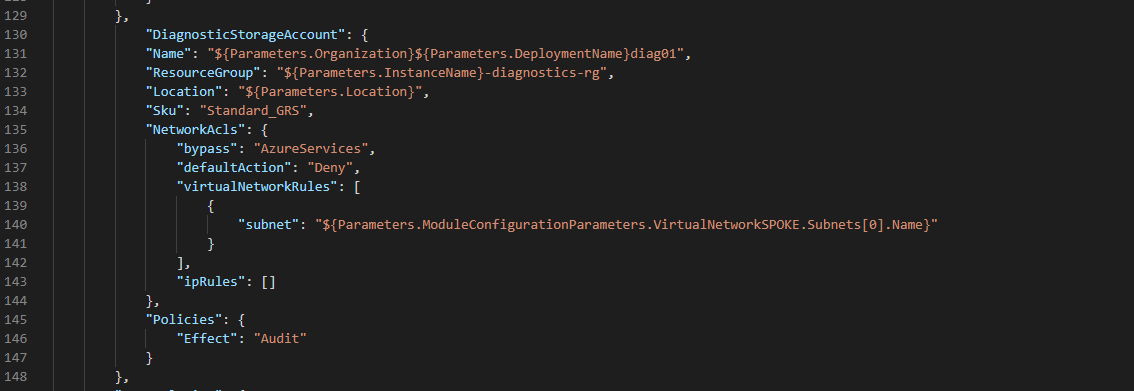 129 },
130 "DiagnosticStorageAccount": {
131 "Name": "${Parameters.Organization}${Parameters.DeploymentName}diag01",
132 "ResourceGroup": "${Parameters.InstanceName}-diagnostics-rg",
133 "Location": "${Parameters.Location}",
134 "Sku": "Standard_GRS",
135 "NetworkAcls": {
136 "bypass": "AzureServices",
137 "defaultAction": "Deny",
138 "virtualNetworkRules": [
139 {
140 "subnet": "${Parameters.ModuleConfigurationParameters.VirtualNetworkSPOKE.Subnets[0].Name}"
141 }
142 ],
143 "ipRules": []
144 },
145 "Policies": {
146 "Effect": "Audit"
147 }
148 },